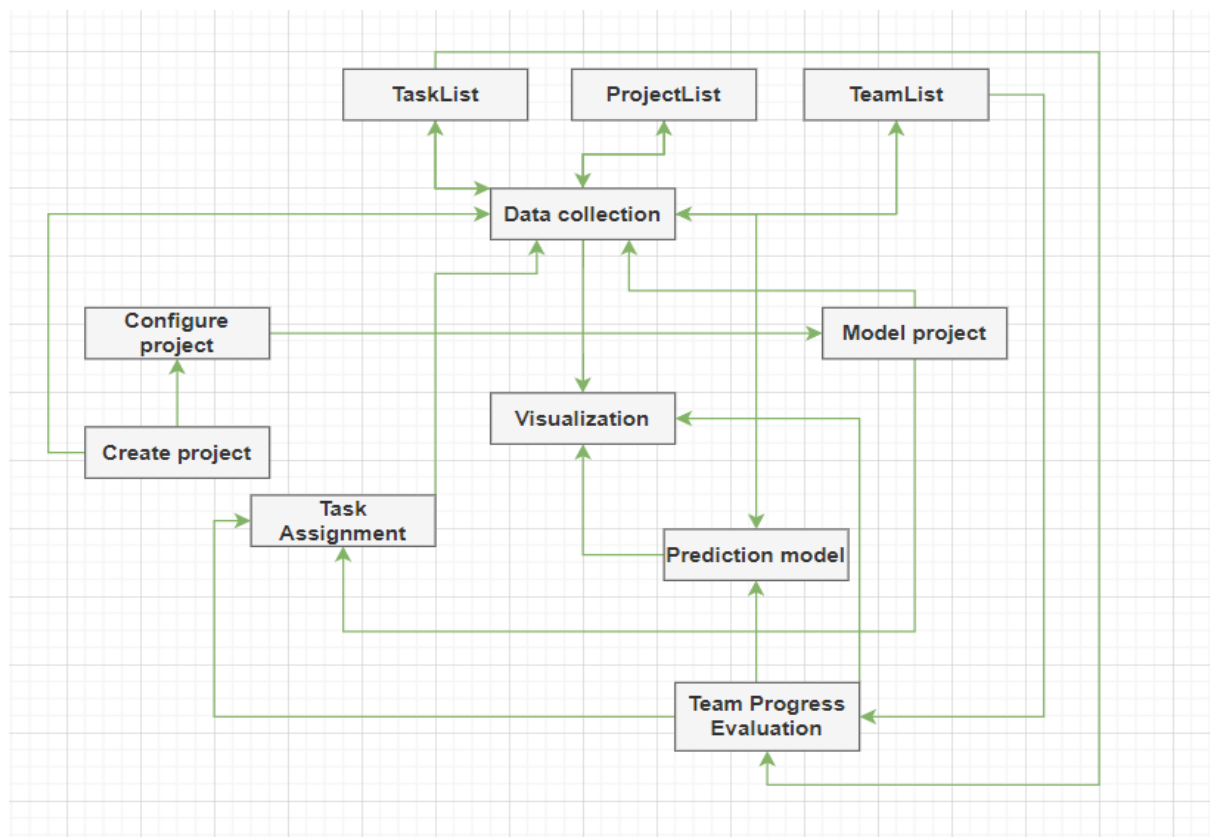 TaskList
ProjectList
TeamList
Data collection
Configure
project
Model project
Visualization
Create project
Task
Assignment
Prediction model
Team Progress
Evaluation